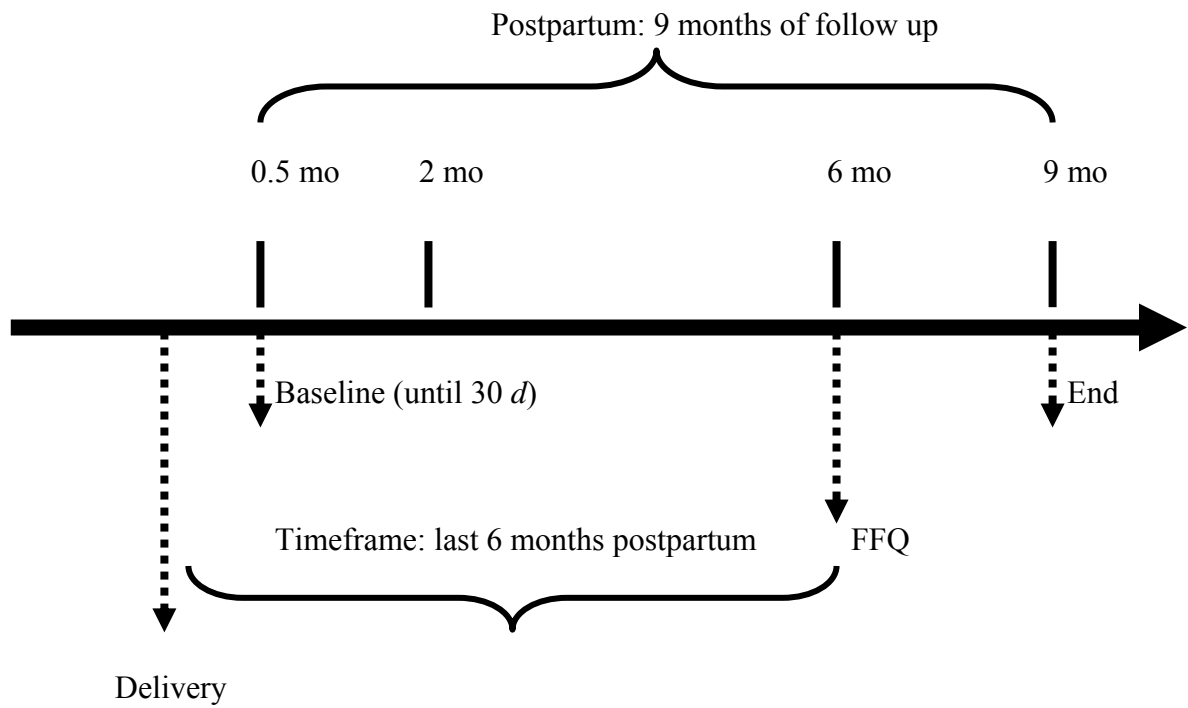 Postpartum: 9 months of follow up
0.5 mo
2 mo
6 mo
9 mo
Baseline (until 30 d)
End
Timeframe: last 6 months postpartum
FFQ
Delivery